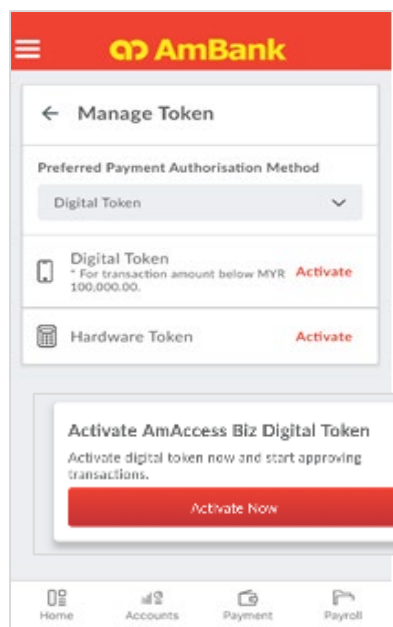 AmBank
Manage Token
Preferred Payment Authorisation Method
Digital Token
Digital Token
* For transaction amount below MYR
100,000.00.
Activate
Hardware Token
Activate
Activate AmAccess Biz Digital Token
Activate digital token now and start approving
transactions.
Activate Now
Home
Accounts
Payment
Payroll